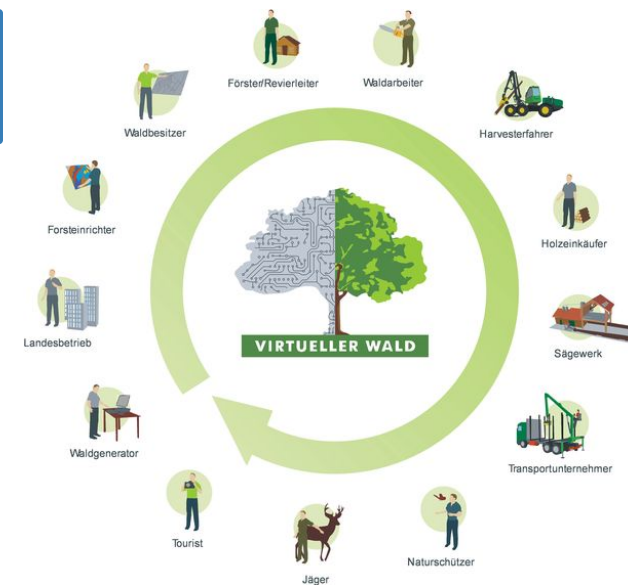 Förster/Revierleiter
Waldarbeiter
Harvesterfahrer
Holzeinkäufer
Sägewerk
Transportunternehmer
Naturschützer
Jäger
Tourist
Waldgenerator
Landesbetrieb
Forsteinrichter
Waldbesitzer
VIRTUELLER WALD